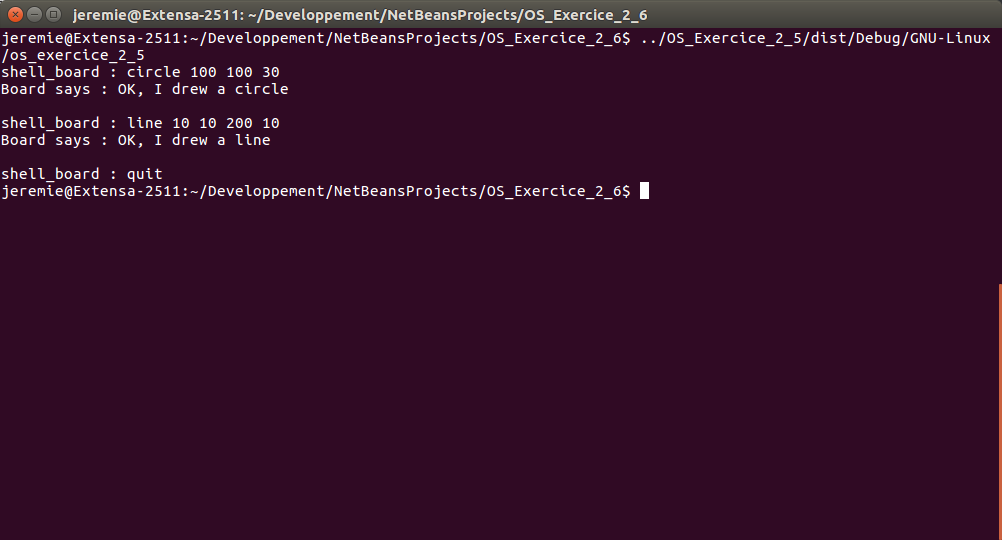 jeremie@Extensa-2511: ~/Developpement/NetBeansProjects/OS_Exercice_2_6
jeremie@Extensa-2511:~/Developpement/NetBeansProjects/OS_Exercice_2_6$ ../OS_Exercice_2_5/dist/Debug/GNU-Linux
/os_exercice_2_5
shell_board : circle 100 100 30
Board says : OK, I drew a circle
shell_board : line 10 10 200 10
Board says : OK, I drew a line
shell_board : quit
jeremie@Extensa-2511:~/Developpement/NetBeansProjects/OS_Exercice_2_6$